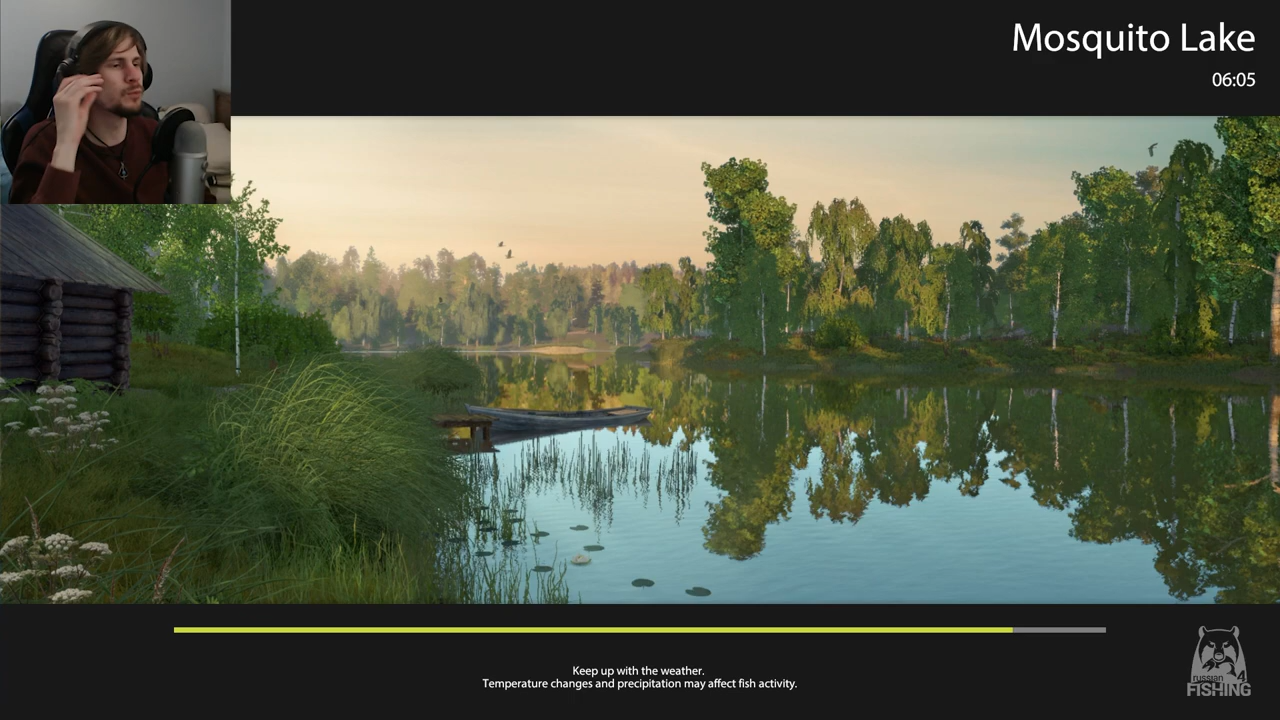 Mosquito Lake
06:05
Keep up with the weather.
Temperature changes and precipitation may affect fish activity.
russian 4
FISHING